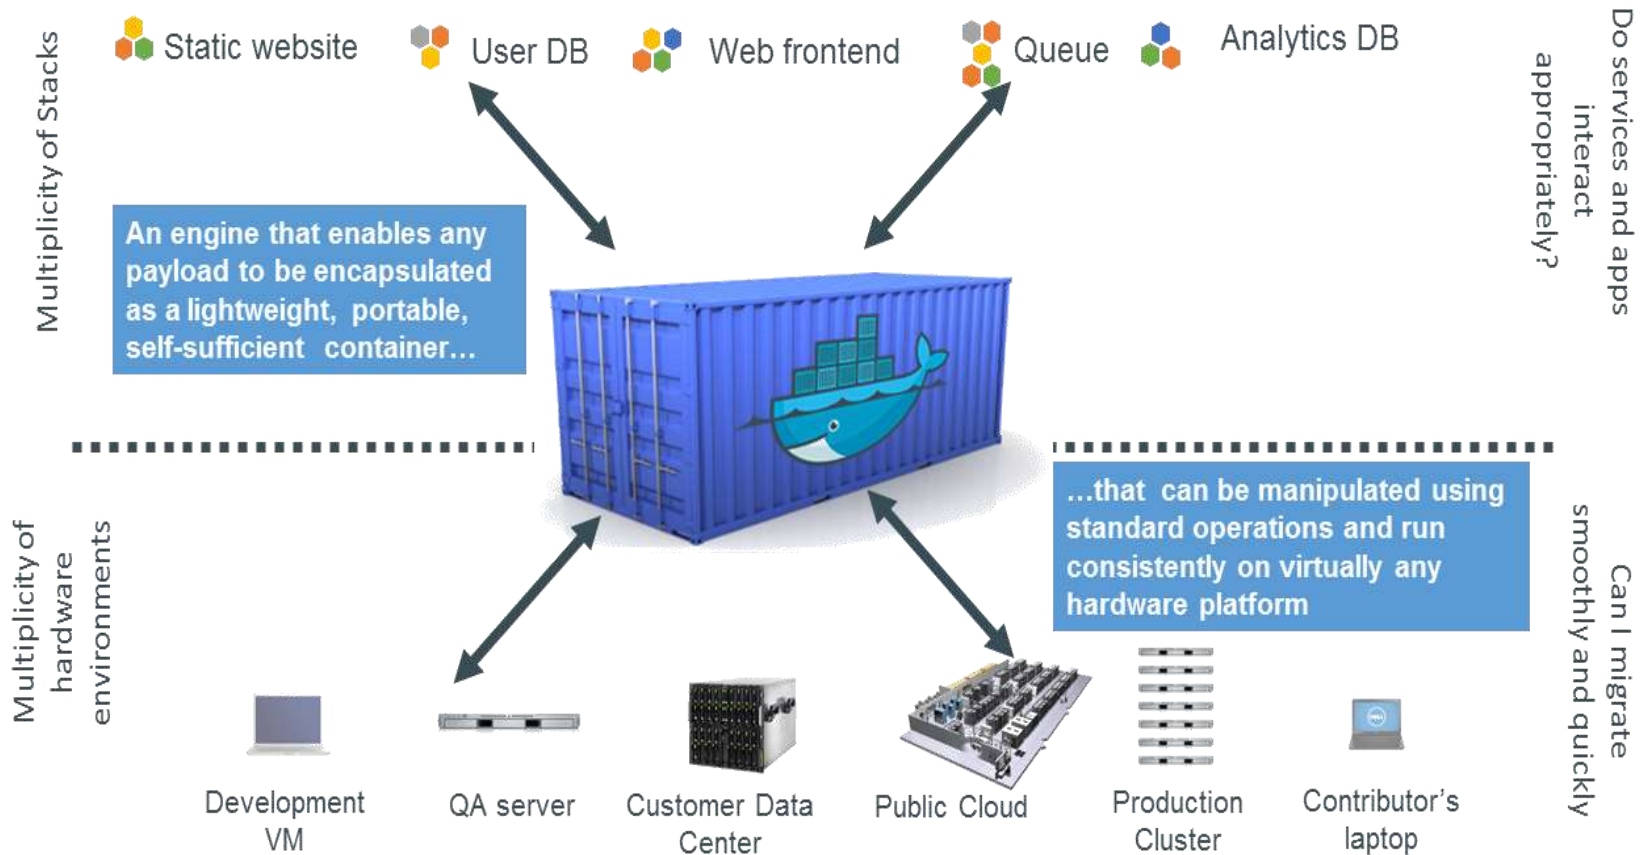 Static website
User DB
Web frontend
Queue
Analytics DB
Multiplicity of Stacks
Do services and apps
interact
appropriately?
An engine that enables any
payload to be encapsulated
as a lightweight, portable,
self-sufficient container...
...that can be manipulated using
standard operations and run
consistently on virtually any
hardware platform
Multiplicity of
hardware
environments
Can I migrate
smoothly and quickly
DELL
Development
VM
QA server
Customer Data
Center
Public Cloud
Production
Cluster
Contributor’s
laptop